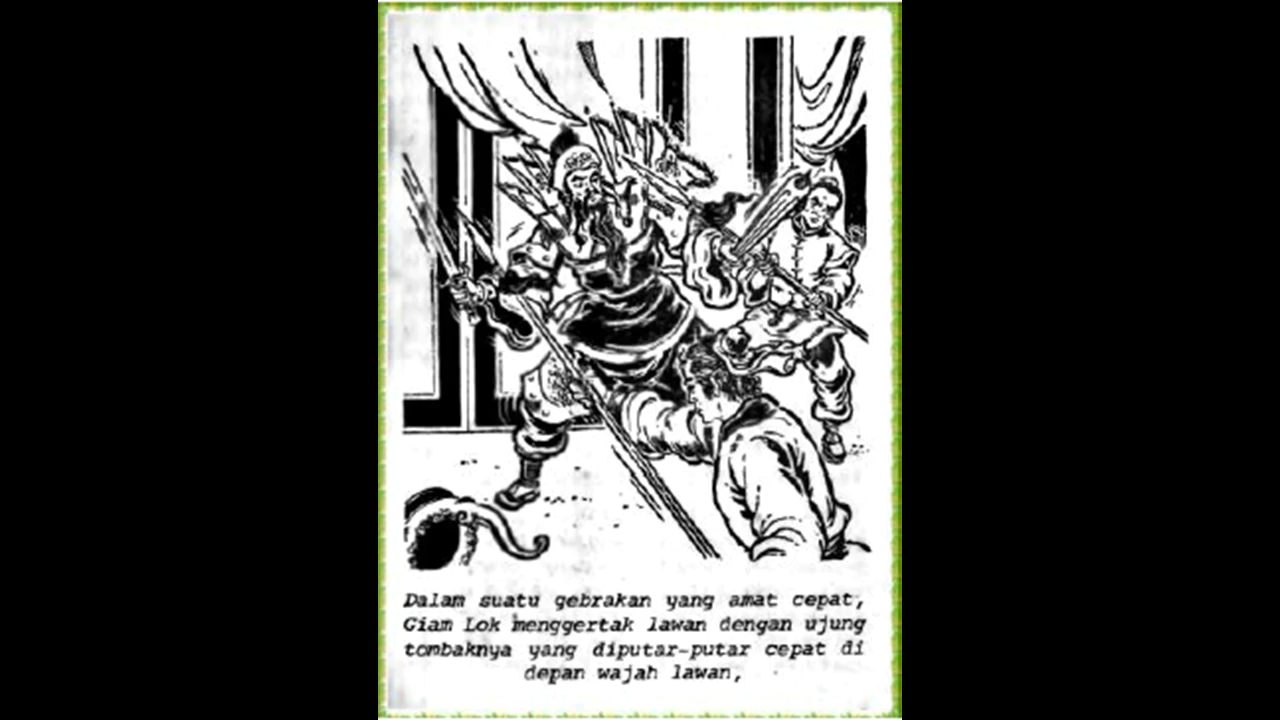 Dalam suatu gebrakan yang amat cepat,
Giam Lok menggertak lawan dengan ujung
tombaknya yang diputar-putar cepat di
depan wajah lawan,